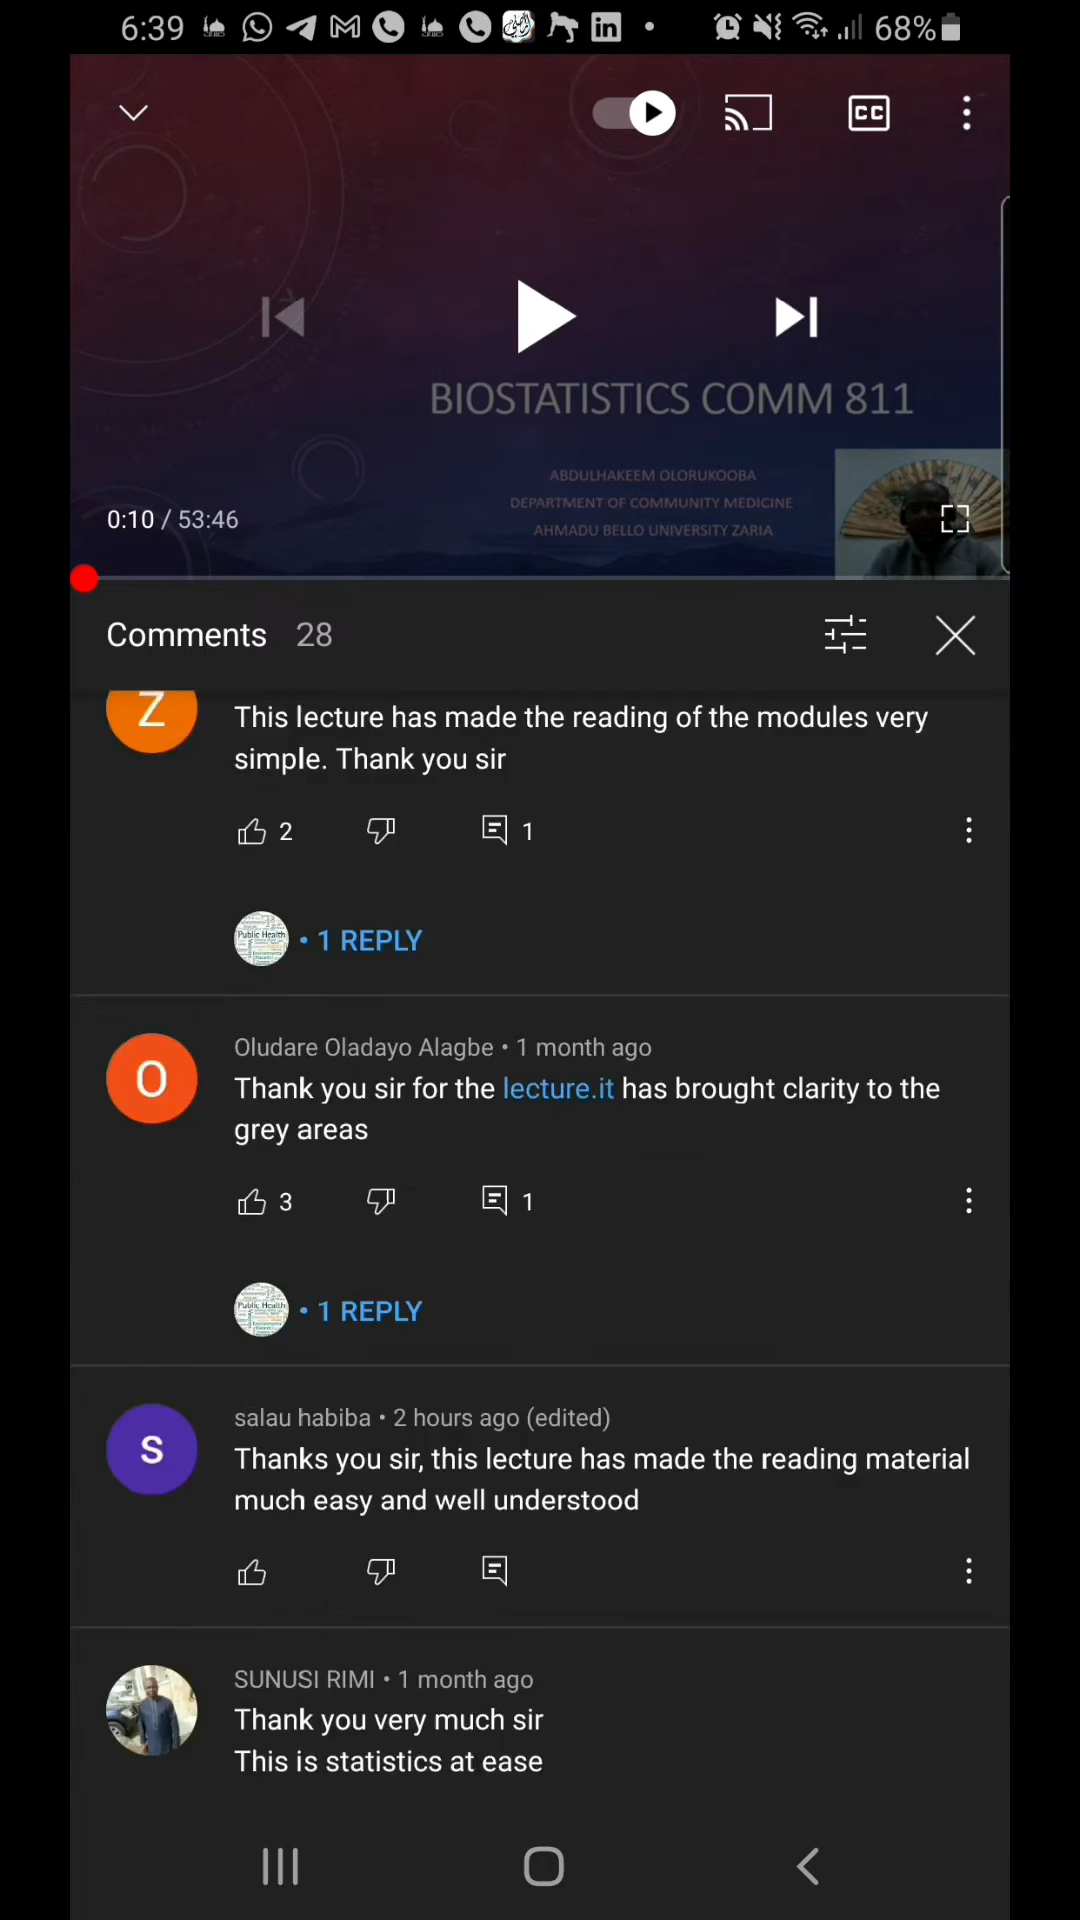 6:39
68%
CC
BIOSTATISTICS COMM 811
ABDULHAKEEM OLORUKOOBA
DEPARTMENT OF COMMUNITY MEDICINE
AHMADU BELLO UNIVERSITY ZARIA
0:10 / 53:46
Comments 28
Z
This lecture has made the reading of the modules very
simple. Thank you sir
2
1
Public Health
• 1 REPLY
O
Oludare Oladayo Alagbe • 1 month ago
Thank you sir for the lecture.it has brought clarity to the
grey areas
3
1
Public Health
• 1 REPLY
S
salau habiba • 2 hours ago (edited)
Thanks you sir, this lecture has made the reading material
much easy and well understood
SUNUSI RIMI • 1 month ago
Thank you very much sir
This is statistics at ease